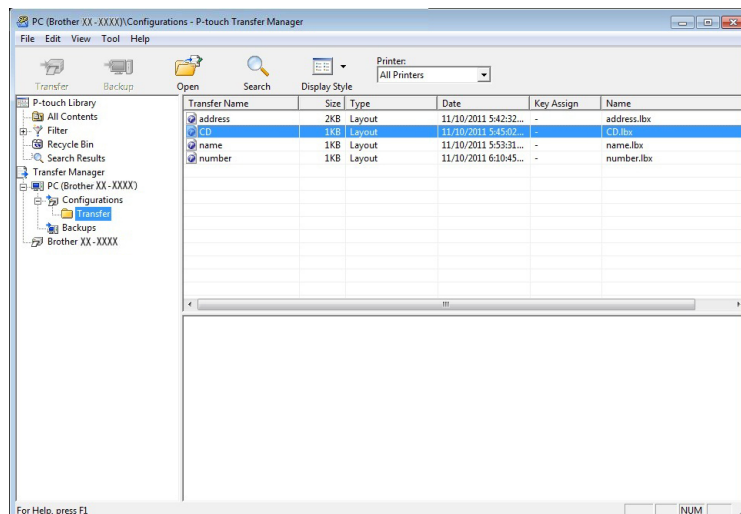 PC (Brother XX-XXXX)\Configurations - P-touch Transfer Manager
File Edit View Tool Help
Transfer Backup Open Search Display Style Printer: All Printers
P-touch Library
All Contents
Filter
Recycle Bin
Search Results
Transfer Manager
PC (Brother XX-XXXX)
Configurations
Transfer
Backups
Brother XX-XXXX
Transfer Name Size Type Date Key Assign Name
address 2KB Layout 11/10/2011 5:42:32... - address.lbx
CD 1KB Layout 11/10/2011 5:45:02... - CD.lbx
name 1KB Layout 11/10/2011 5:53:31... - name.lbx
number 1KB Layout 11/10/2011 6:10:45... - number.lbx
For Help, press F1 NUM